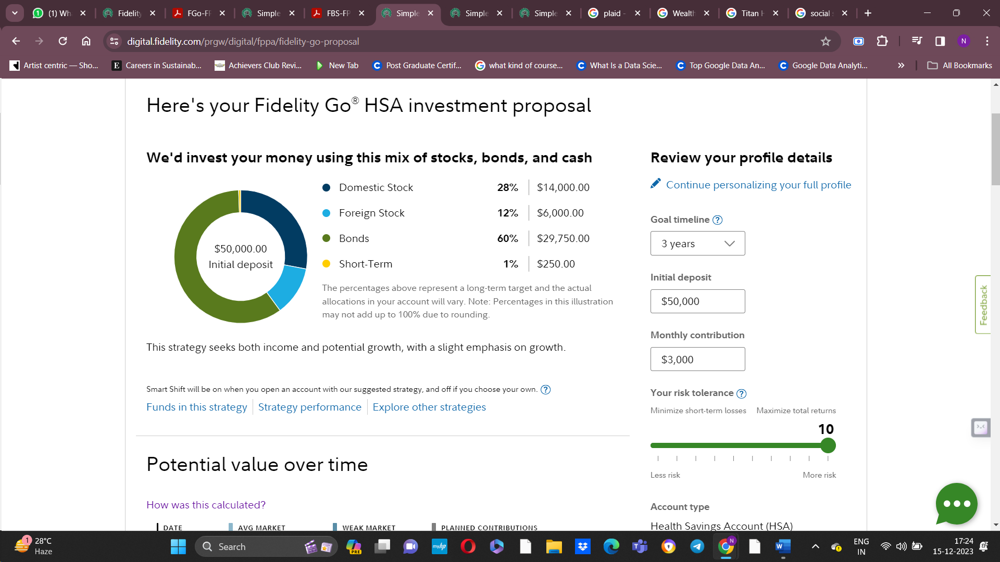 (1) Wh
Fidelity
FGo-FF
Simple
FBS-FP
Simple
Simple
Simple
plaid -
Wealth
Titan H
social s
digital.fidelity.com/prgw/digital/fppa/fidelity-go-proposal
N
Artist centric — Sho...
Careers in Sustainab...
Achievers Club Revi...
New Tab
Post Graduate Certif...
what kind of course...
What Is a Data Scie...
Top Google Data An...
Google Data Analyti...
All Bookmarks
Here's your Fidelity Go® HSA investment proposal
We'd invest your money using this mix of stocks, bonds, and cash
$50,000.00
Initial deposit
Domestic Stock 28% $14,000.00
Foreign Stock 12% $6,000.00
Bonds 60% $29,750.00
Short-Term 1% $250.00
The percentages above represent a long-term target and the actual
allocations in your account will vary. Note: Percentages in this illustration
may not add up to 100% due to rounding.
This strategy seeks both income and potential growth, with a slight emphasis on growth.
Smart Shift will be on when you open an account with our suggested strategy, and off if you choose your own. ?
Funds in this strategy
Strategy performance
Explore other strategies
Potential value over time
How was this calculated?
DATE
AVG MARKET
WEAK MARKET
PLANNED CONTRIBUTIONS
Review your profile details
Continue personalizing your full profile
Goal timeline ?
3 years
Initial deposit
$50,000
Monthly contribution
$3,000
Your risk tolerance ?
Minimize short-term losses
Maximize total returns
10
Less risk
More risk
Account type
Health Savings Account (HSA)
Feedback
1
28°C
Haze
Search
PRE
myhp
N
ENG
IN
17:24
15-12-2023